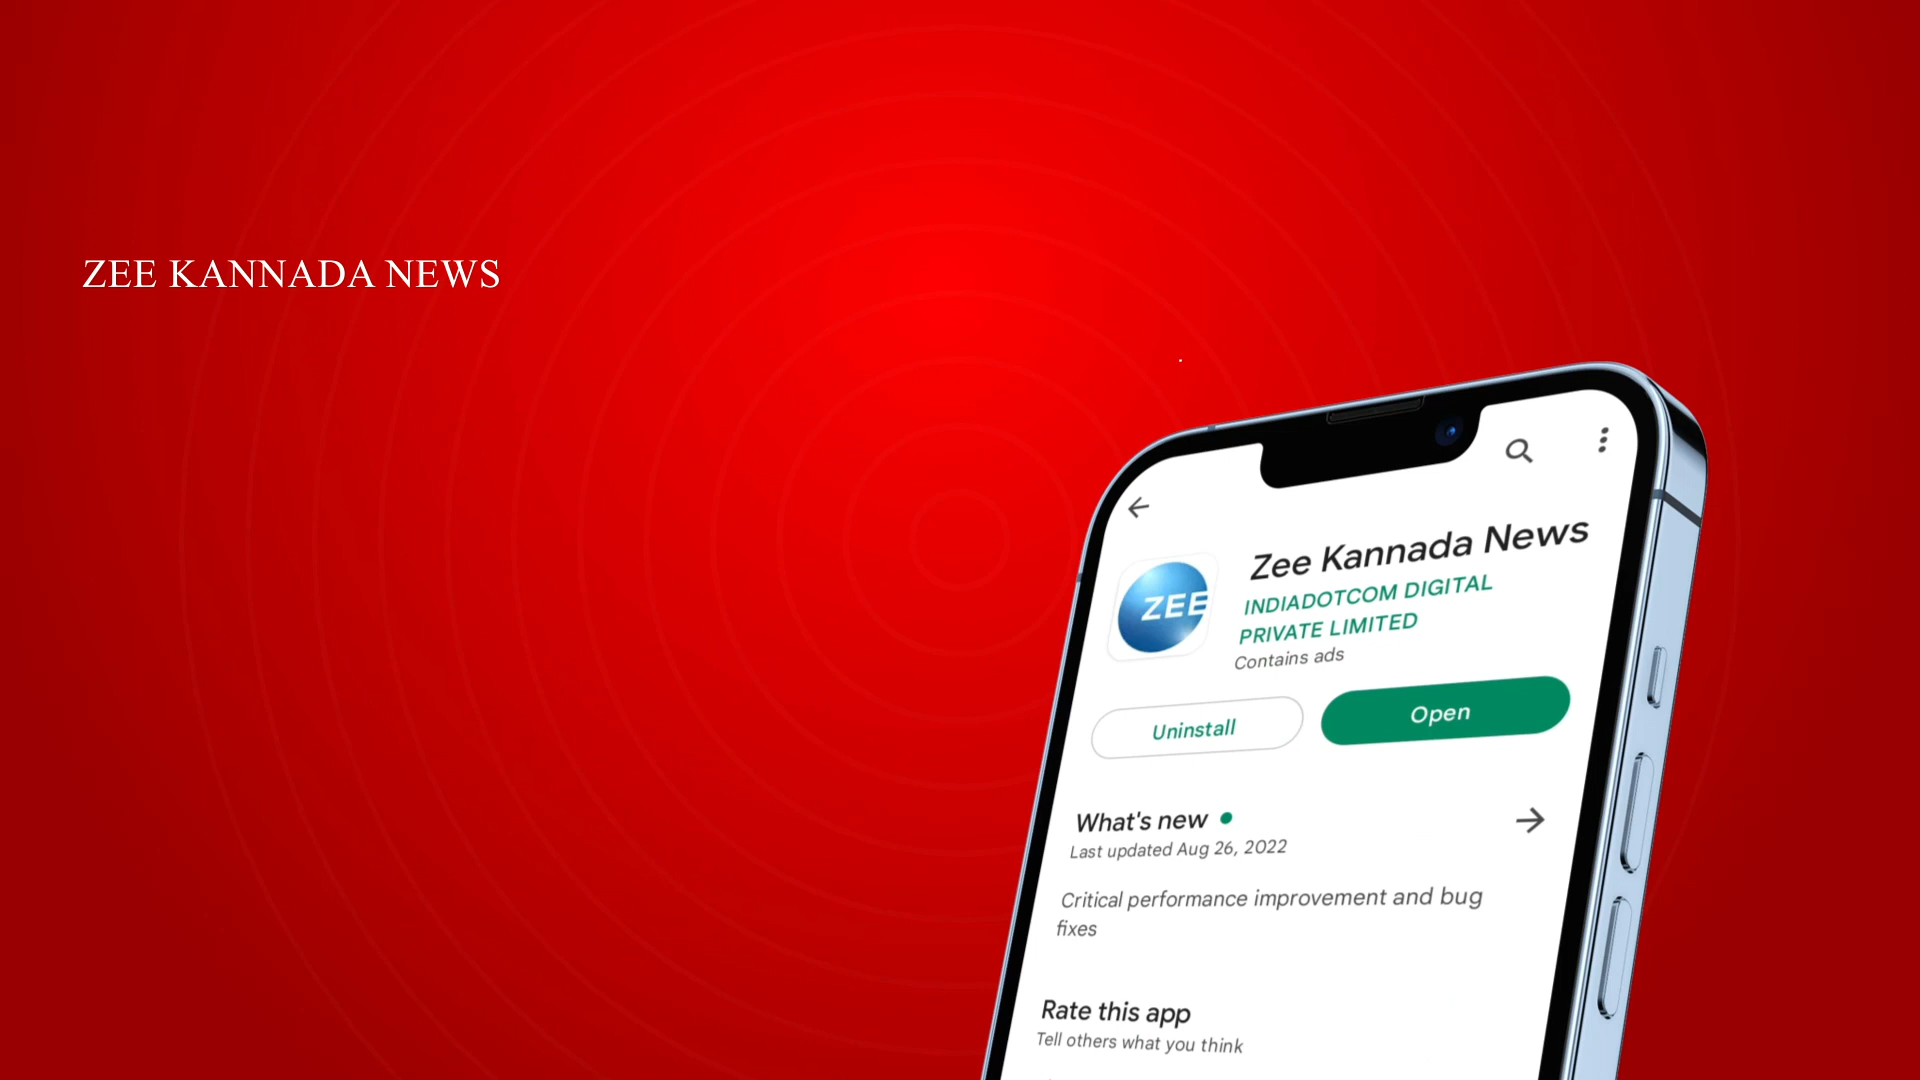 ZEE KANNADA NEWS
Zee Kannada News
ZEE
INDIADOTCOM DIGITAL
PRIVATE LIMITED
Contains ads
Uninstall
Open
What's new
Last updated Aug 26, 2022
Critical performance improvement and bug
fixes
Rate this app
Tell others what you think